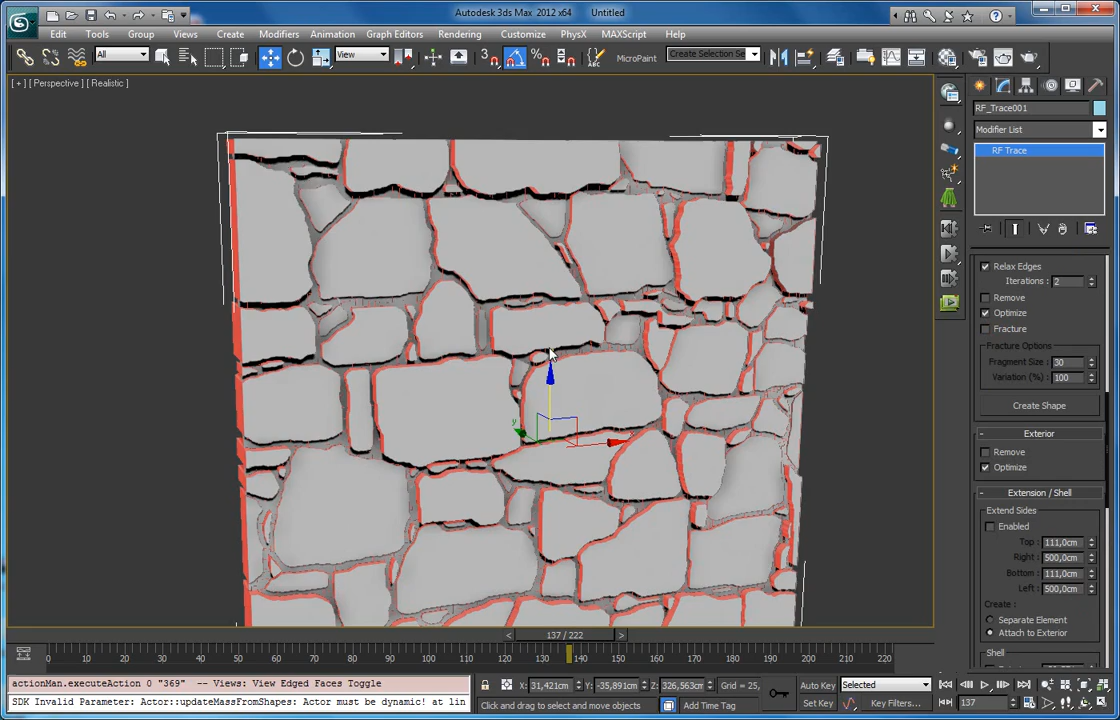 Autodesk 3ds Max 2012 x64 Untitled
Edit Tools Group Views Create Modifiers Animation Graph Editors Rendering Customize PhysX MAXScript Help
All
View
3
MicroPaint
Create Selection Se
[ + ] [ Perspective ] [ Realistic ]
RF_Trace001
Modifier List
RF Trace
Relax Edges
Iterations : 2
Remove
Optimize
Fracture
Fracture Options
Fragment Size : 30
Variation (%) : 100
Create Shape
- Exterior
Remove
Optimize
- Extension / Shell
Extend Sides
Enabled
Top : 111,0cm
Right : 500,0cm
Bottom : 111,0cm
Left : 500,0cm
Create :
Separate Element
Attach to Exterior
Shell
y
< 137 / 222 >
0 10 20 30 40 50 60 70 80 90 100 110 120 130 140 150 160 170 180 190 200 210 220
actionMan.executeAction 0 "369" -- Views: View Edged Faces Toggle
SDK Invalid Parameter: Actor::updateMassFromShapes: Actor must be dynamic! at lin
X: 31,421cm Y: -35,891cm Z: 326,563cm Grid = 25,
Click and drag to select and move objects
Add Time Tag
Auto Key Selected
Set Key Key Filters...
137